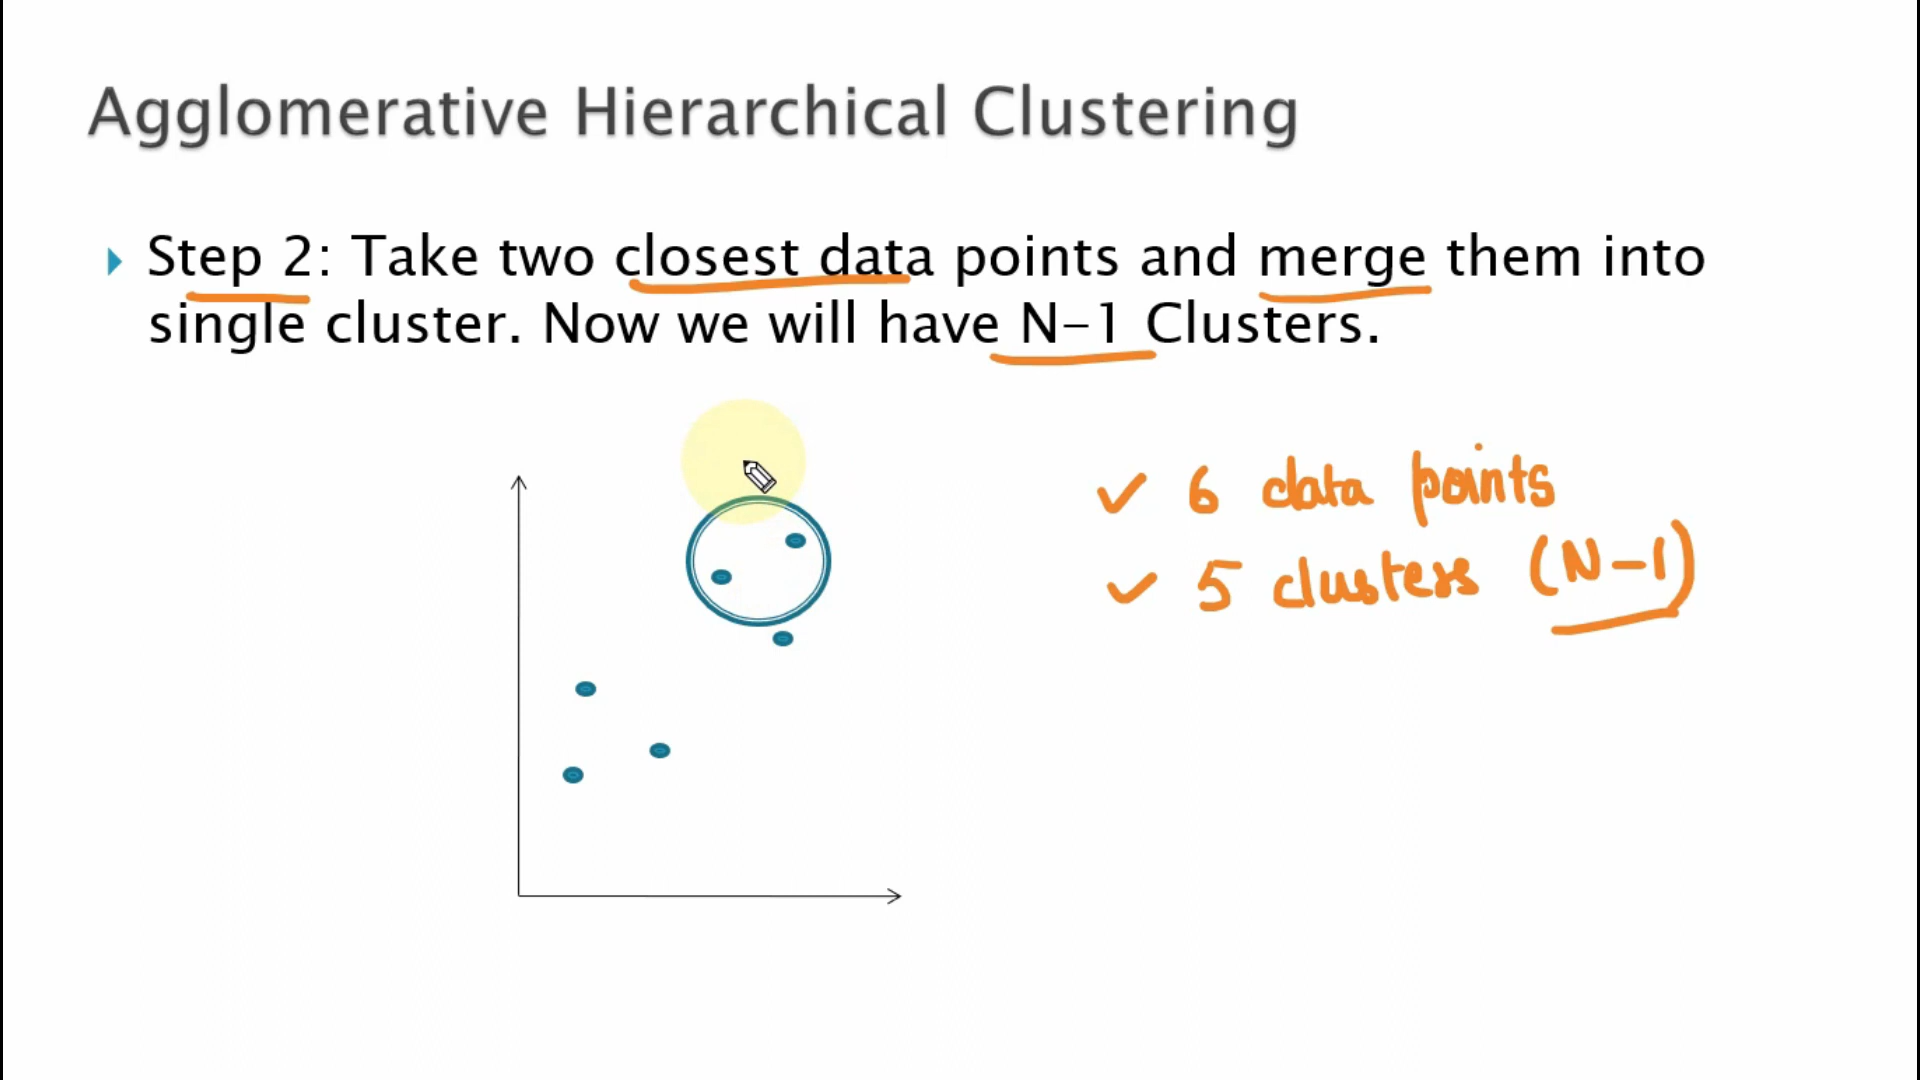 Agglomerative Hierarchical Clustering
Step 2: Take two closest data points and merge them into
single cluster. Now we will have N-1 Clusters.
✓ 6 data points
✓ 5 clusters (N-1)